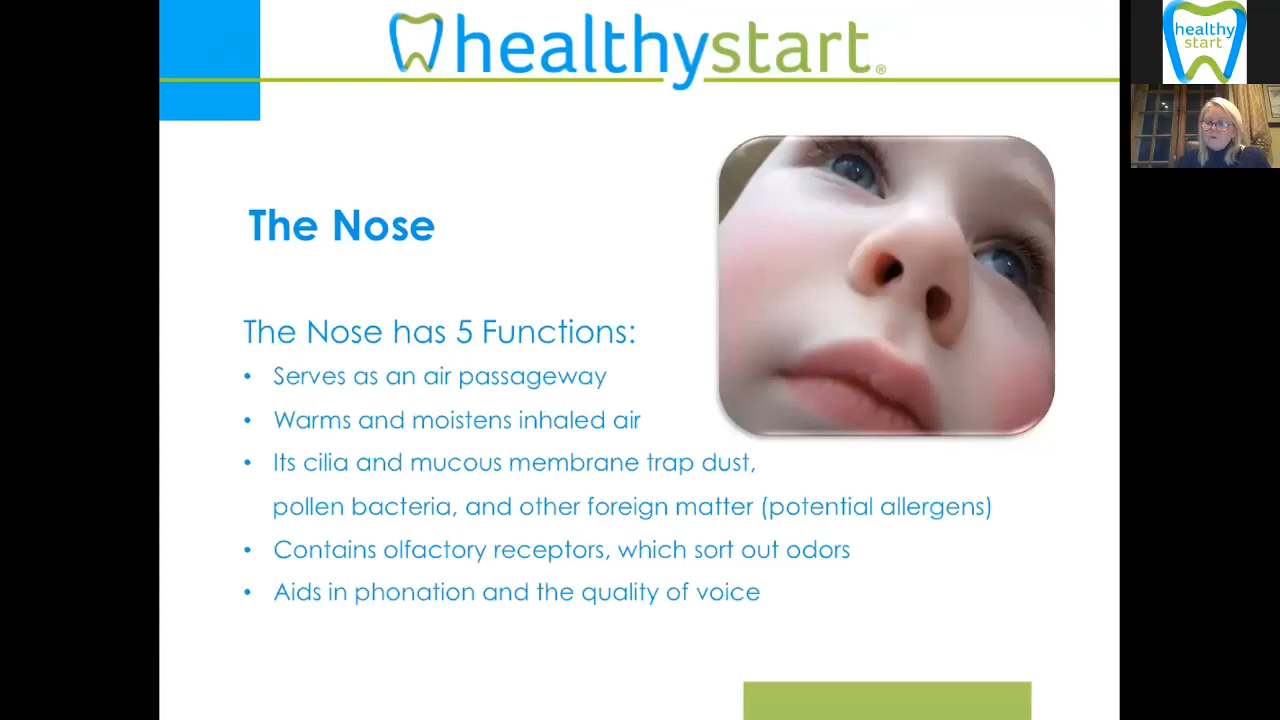 healthystart®
healthy
start
The Nose
The Nose has 5 Functions:
• Serves as an air passageway
• Warms and moistens inhaled air
• Its cilia and mucous membrane trap dust,
pollen bacteria, and other foreign matter (potential allergens)
• Contains olfactory receptors, which sort out odors
• Aids in phonation and the quality of voice